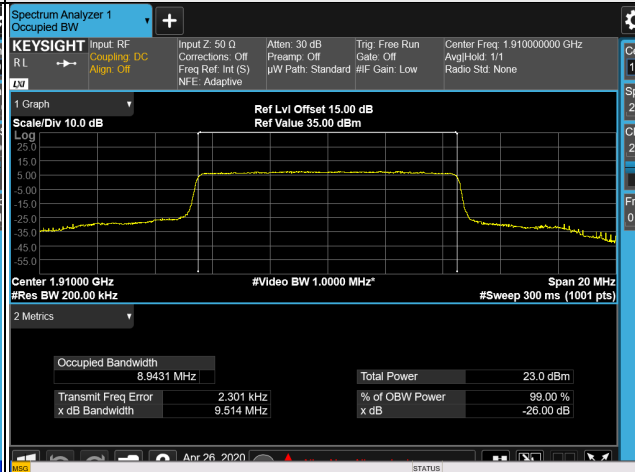 Spectrum Analyzer 1
Occupied BW
KEYSIGHT
RL
LXI
Input: RF
Coupling: DC
Align: Off
Input Z: 50 Ω
Corrections: Off
Freq Ref: Int (S)
NFE: Adaptive
Atten: 30 dB
Preamp: Off
µW Path: Standard
Trig: Free Run
Gate: Off
#IF Gain: Low
Center Freq: 1.910000000 GHz
Avg|Hold: 1/1
Radio Std: None
1 Graph
Scale/Div 10.0 dB
Ref Lvl Offset 15.00 dB
Ref Value 35.00 dBm
Log
25.0
15.0
5.00
-5.00
-15.0
-25.0
-35.0
-45.0
-55.0
Center 1.91000 GHz
#Res BW 200.00 kHz
#Video BW 1.0000 MHz*
Span 20 MHz
#Sweep 300 ms (1001 pts)
2 Metrics
Occupied Bandwidth
8.9431 MHz
Transmit Freq Error 2.301 kHz
x dB Bandwidth 9.514 MHz
Total Power 23.0 dBm
% of OBW Power 99.00 %
x dB -26.00 dB
Apr 26, 2020
MSG
STATUS